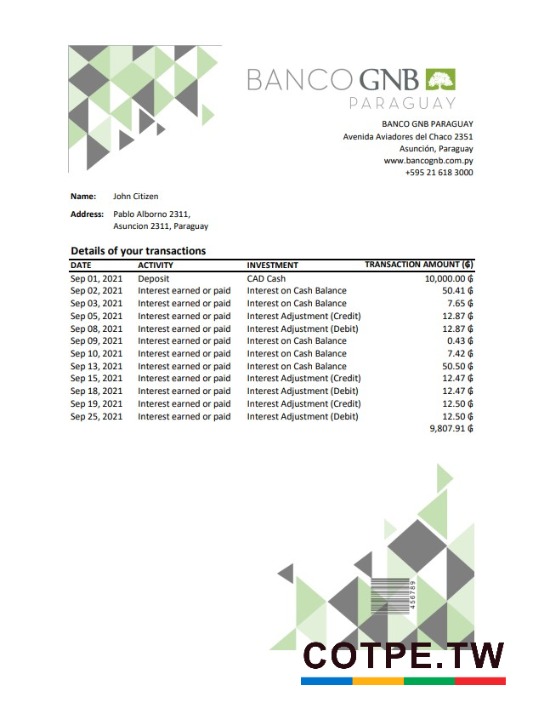 BANCO GNB
PARAGUAY
BANCO GNB PARAGUAY
Avenida Aviadores del Chaco 2351
Asunción, Paraguay
www.bancognb.com.py
+595 21 618 3000
Name: John Citizen
Address: Pablo Alborno 2311,
Asuncion 2311, Paraguay
Details of your transactions
DATE ACTIVITY INVESTMENT TRANSACTION AMOUNT (₲)
Sep 01, 2021 Deposit CAD Cash 10,000.00 ₲
Sep 02, 2021 Interest earned or paid Interest on Cash Balance 50.41 ₲
Sep 03, 2021 Interest earned or paid Interest on Cash Balance 7.65 ₲
Sep 05, 2021 Interest earned or paid Interest Adjustment (Credit) 12.87 ₲
Sep 08, 2021 Interest earned or paid Interest Adjustment (Debit) 12.87 ₲
Sep 09, 2021 Interest earned or paid Interest on Cash Balance 0.43 ₲
Sep 10, 2021 Interest earned or paid Interest on Cash Balance 7.42 ₲
Sep 13, 2021 Interest earned or paid Interest on Cash Balance 50.50 ₲
Sep 15, 2021 Interest earned or paid Interest Adjustment (Credit) 12.47 ₲
Sep 18, 2021 Interest earned or paid Interest Adjustment (Debit) 12.47 ₲
Sep 19, 2021 Interest earned or paid Interest Adjustment (Credit) 12.50 ₲
Sep 25, 2021 Interest earned or paid Interest Adjustment (Debit) 12.50 ₲
9,807.91 ₲
456789
COTPE.TW